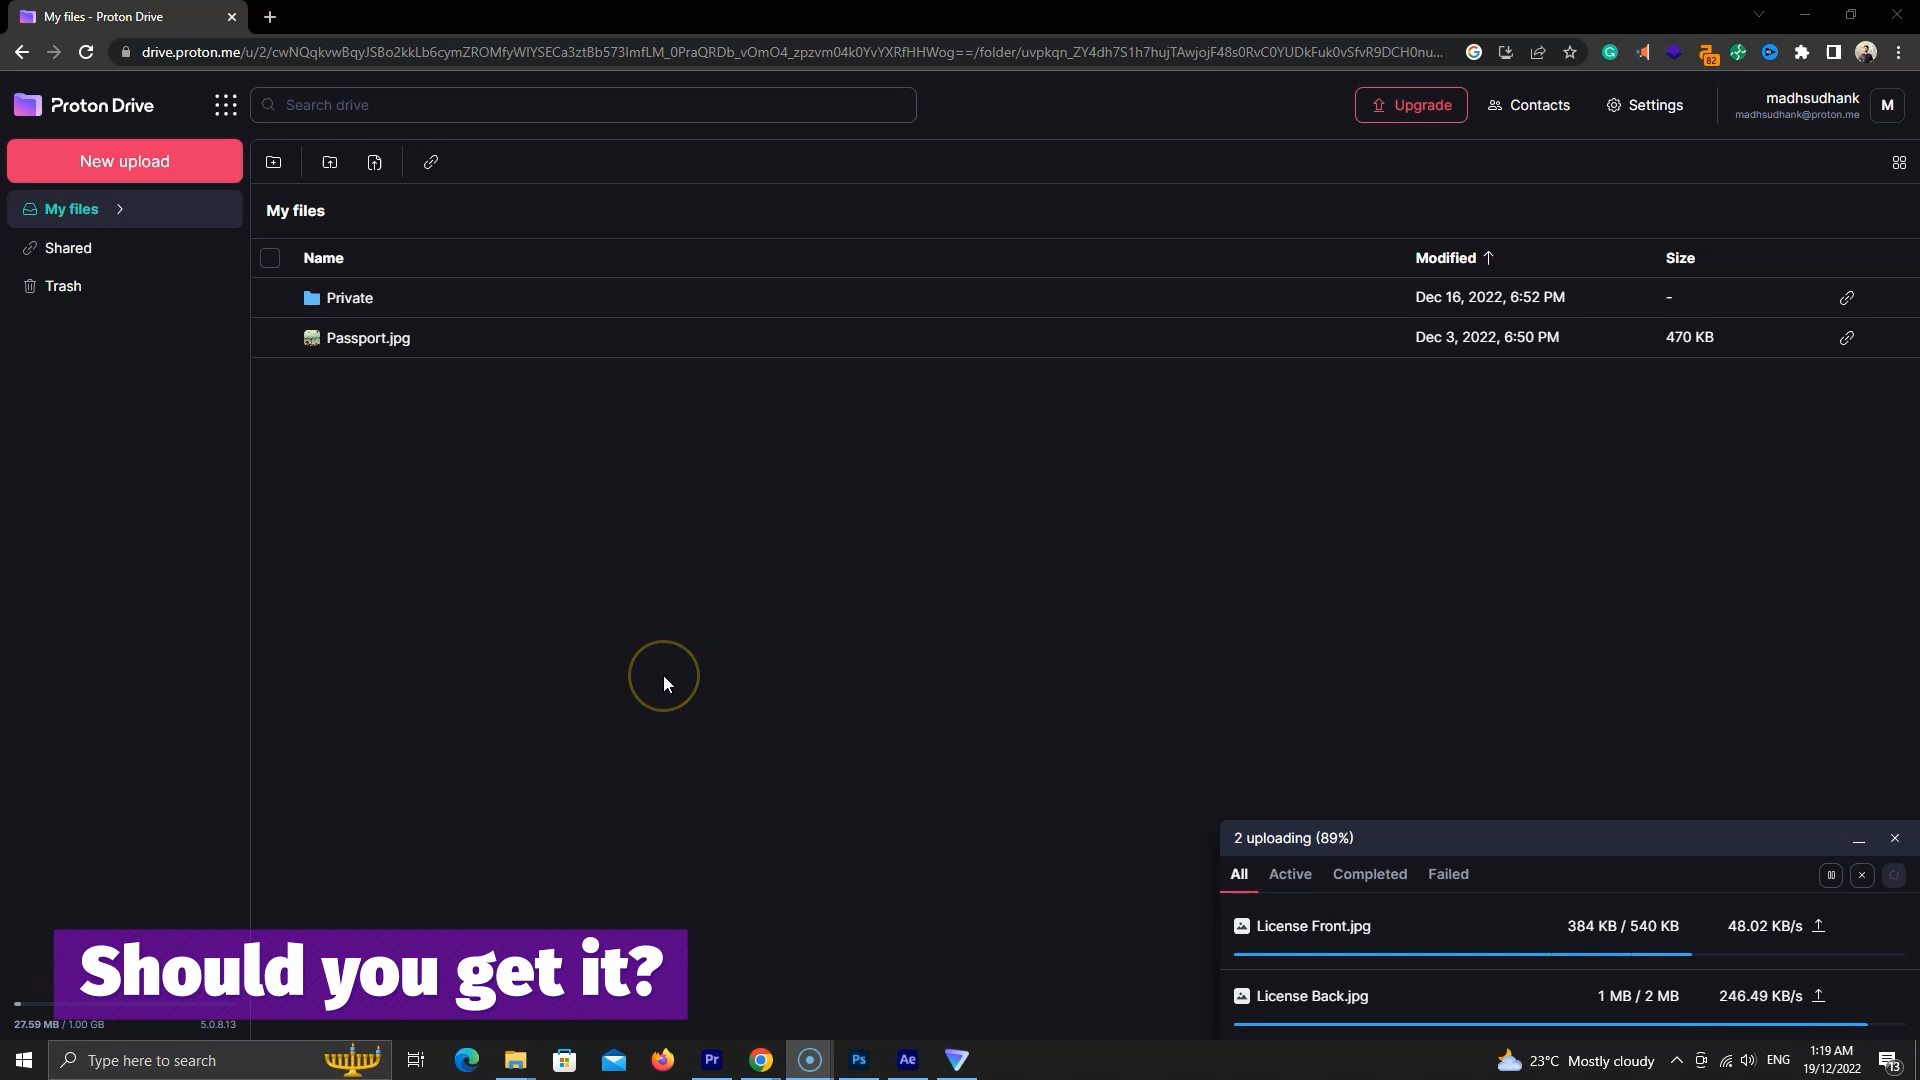 My files - Proton Drive
drive.proton.me/u/2/cwNQqkvwBqyJSBo2kkLb6cymZROMfyWIYSECa3ztBb573ImfLM_0PraQRDb_vOmO4_zpzvm04k0YvYXRfHHWog==/folder/uvpkqn_ZY4dh7S1h7hujTAwjojF48s0RvC0YUDkFuk0vSfvR9DCH0nu...
82
Proton Drive
Search drive
Upgrade
Contacts
Settings
madhsudhank
madhsudhank@proton.me
M
New upload
My files
Shared
Trash
My files
Name
Modified
Size
Private
Dec 16, 2022, 6:52 PM
-
Passport.jpg
Dec 3, 2022, 6:50 PM
470 KB
2 uploading (89%)
All
Active
Completed
Failed
License Front.jpg
384 KB / 540 KB
48.02 KB/s
License Back.jpg
1 MB / 2 MB
246.49 KB/s
Should you get it?
27.59 MB / 1.00 GB
5.0.8.13
Type here to search
Pr
Ps
Ae
23°C Mostly cloudy
ENG
1:19 AM
19/12/2022
13